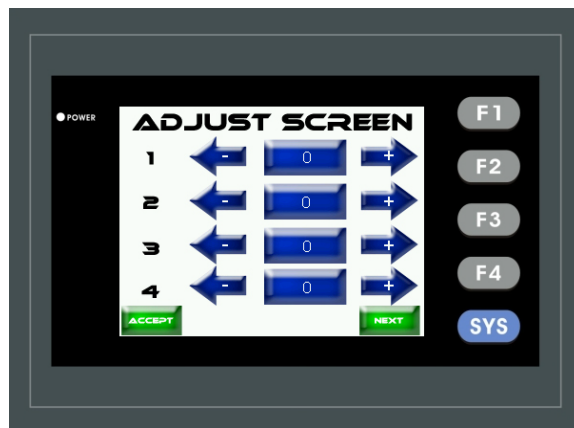 POWER
ADJUST SCREEN
1 - 0 +
2 - 0 +
3 - 0 +
4 - 0 +
ACCEPT NEXT
F1
F2
F3
F4
SYS